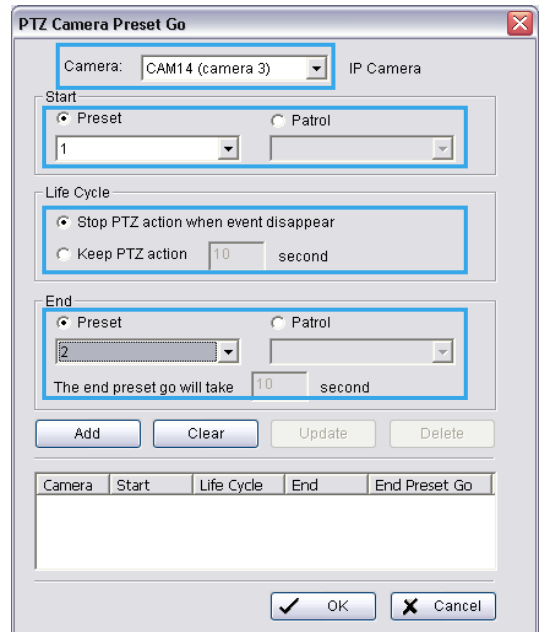 PTZ Camera Preset Go
Camera: CAM14 (camera 3) IP Camera
Start
Preset Patrol
1
Life Cycle
Stop PTZ action when event disappear
Keep PTZ action 10 second
End
Preset Patrol
2
The end preset go will take 10 second
Add Clear Update Delete
Camera Start Life Cycle End End Preset Go
OK Cancel